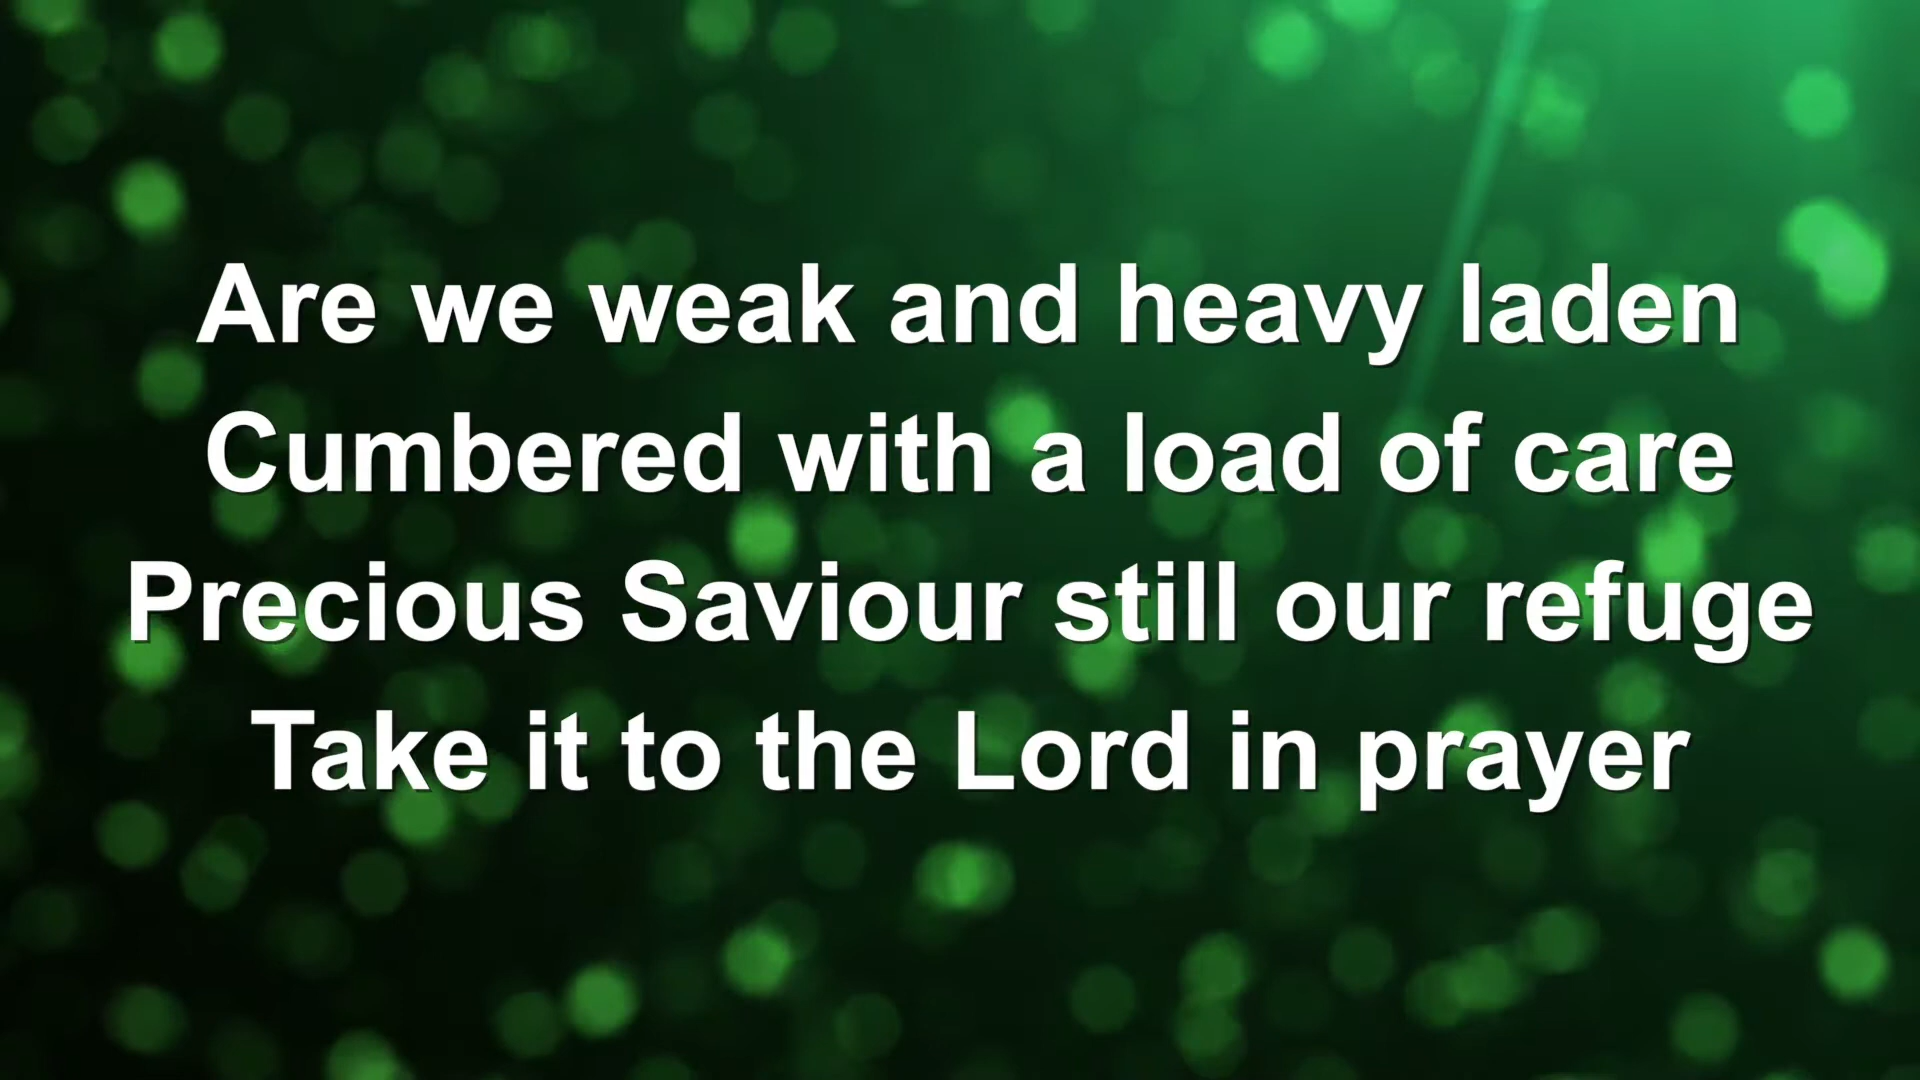 Are we weak and heavy laden
Cumbered with a load of care
Precious Saviour still our refuge
Take it to the Lord in prayer